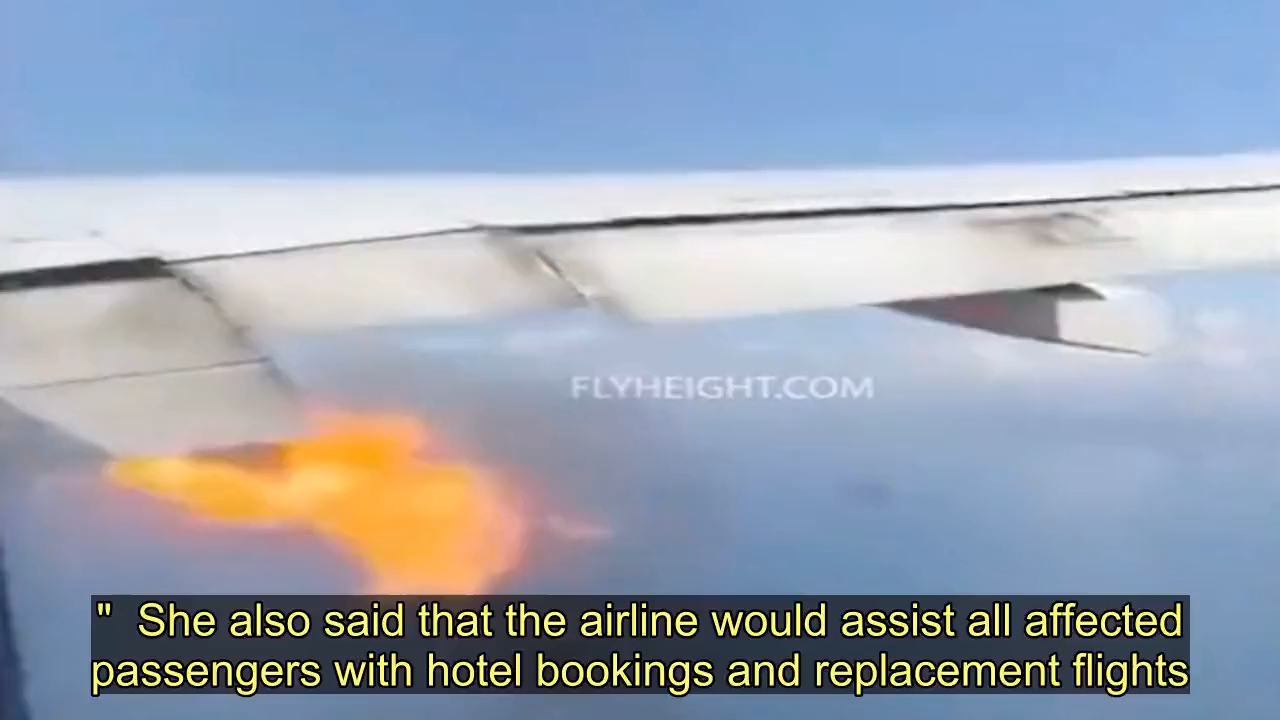 FLYHEIGHT.COM
" She also said that the airline would assist all affected
passengers with hotel bookings and replacement flights